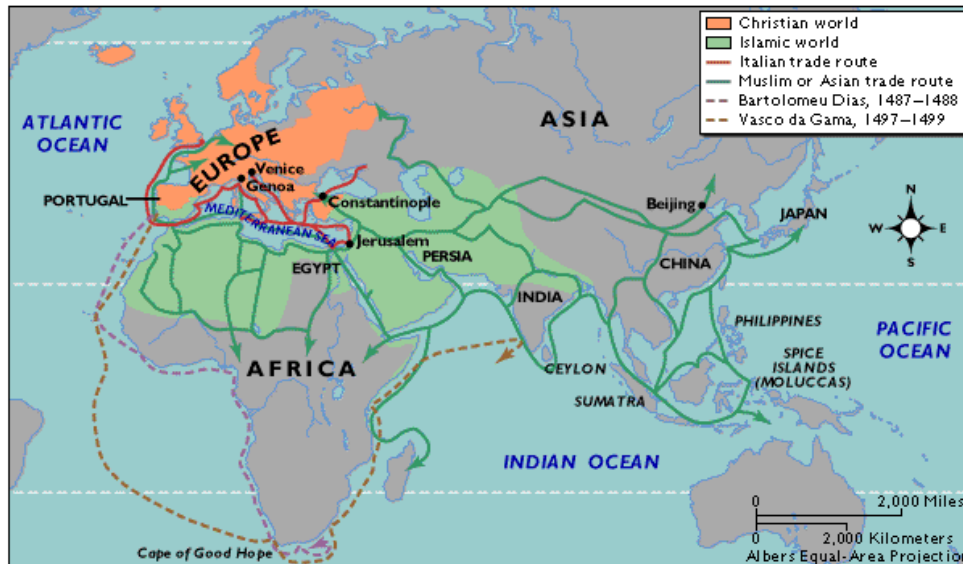 Christian world
Islamic world
Italian trade route
Muslim or Asian trade route
Bartolomeu Dias, 1487–1488
Vasco da Gama, 1497–1499
ATLANTIC
OCEAN
ASIA
EUROPE
Venice
Genoa
PORTUGAL
Constantinople
MEDITERRANEAN SEA
Jerusalem
EGYPT
PERSIA
Beijing
JAPAN
CHINA
INDIA
N
W
E
S
AFRICA
CEYLON
SUMATRA
PHILIPPINES
SPICE
ISLANDS
(MOLUCCAS)
PACIFIC
OCEAN
INDIAN OCEAN
Cape of Good Hope
0
2,000 Miles
0
2,000 Kilometers
Albers Equal-Area Projection